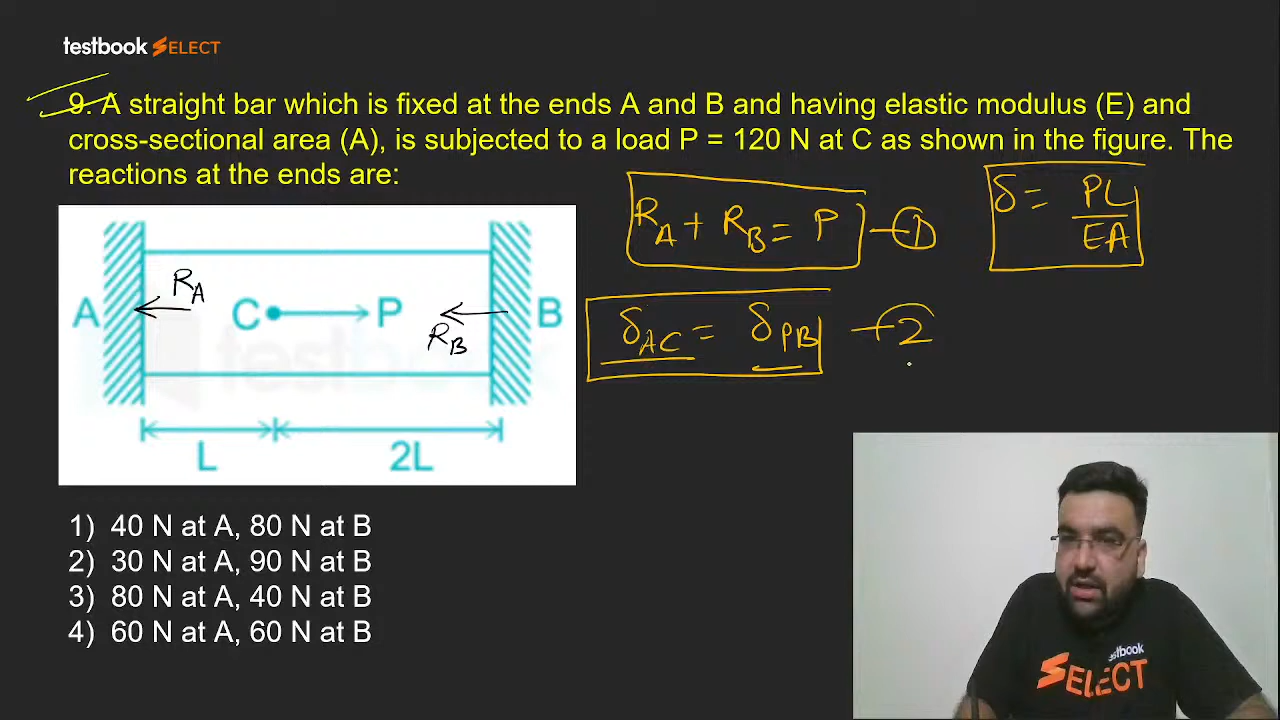 testbook SELECT
9. A straight bar which is fixed at the ends A and B and having elastic modulus (E) and
cross-sectional area (A), is subjected to a load P = 120 N at C as shown in the figure. The
reactions at the ends are:
R_A + R_B = P -①
δ = PL/EA
δ_AC = δ_PB -②
A
R_A
C
P
R_B
B
L
2L
testbook
1) 40 N at A, 80 N at B
2) 30 N at A, 90 N at B
3) 80 N at A, 40 N at B
4) 60 N at A, 60 N at B
testbook
SELECT